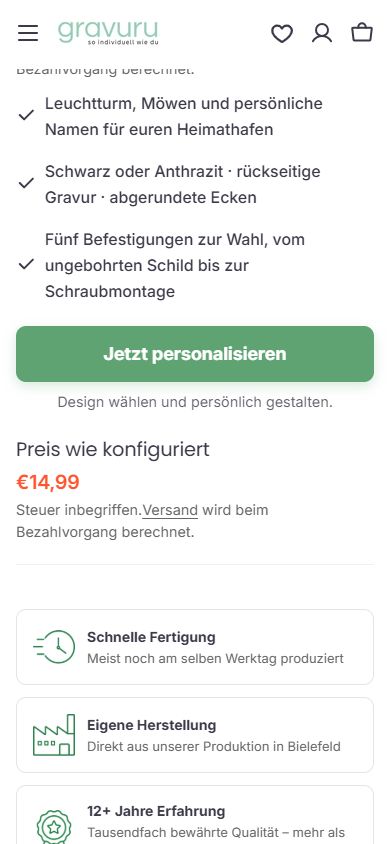 gravuru
so individuell wie du
Bezahlvorgang berechnet.
Leuchtturm, Möwen und persönliche
Namen für euren Heimathafen
Schwarz oder Anthrazit · rückseitige
Gravur · abgerundete Ecken
Fünf Befestigungen zur Wahl, vom
ungebohrten Schild bis zur
Schraubmontage
Jetzt personalisieren
Design wählen und persönlich gestalten.
Preis wie konfiguriert
€14,99
Steuer inbegriffen.Versand wird beim
Bezahlvorgang berechnet.
Schnelle Fertigung
Meist noch am selben Werktag produziert
Eigene Herstellung
Direkt aus unserer Produktion in Bielefeld
12+ Jahre Erfahrung
Tausendfach bewährte Qualität – mehr als